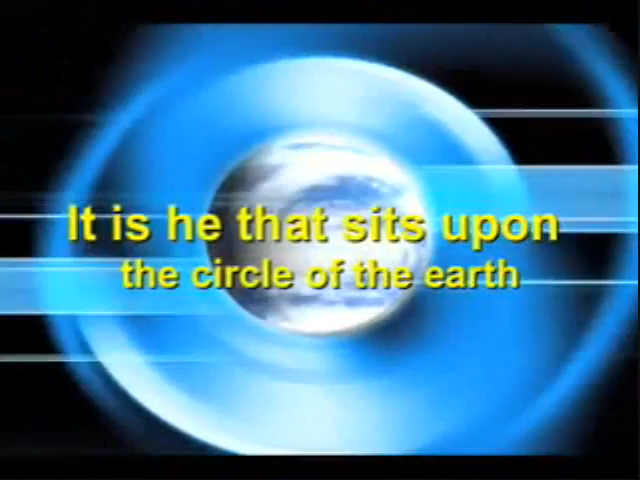 It is he that sits upon
the circle of the earth